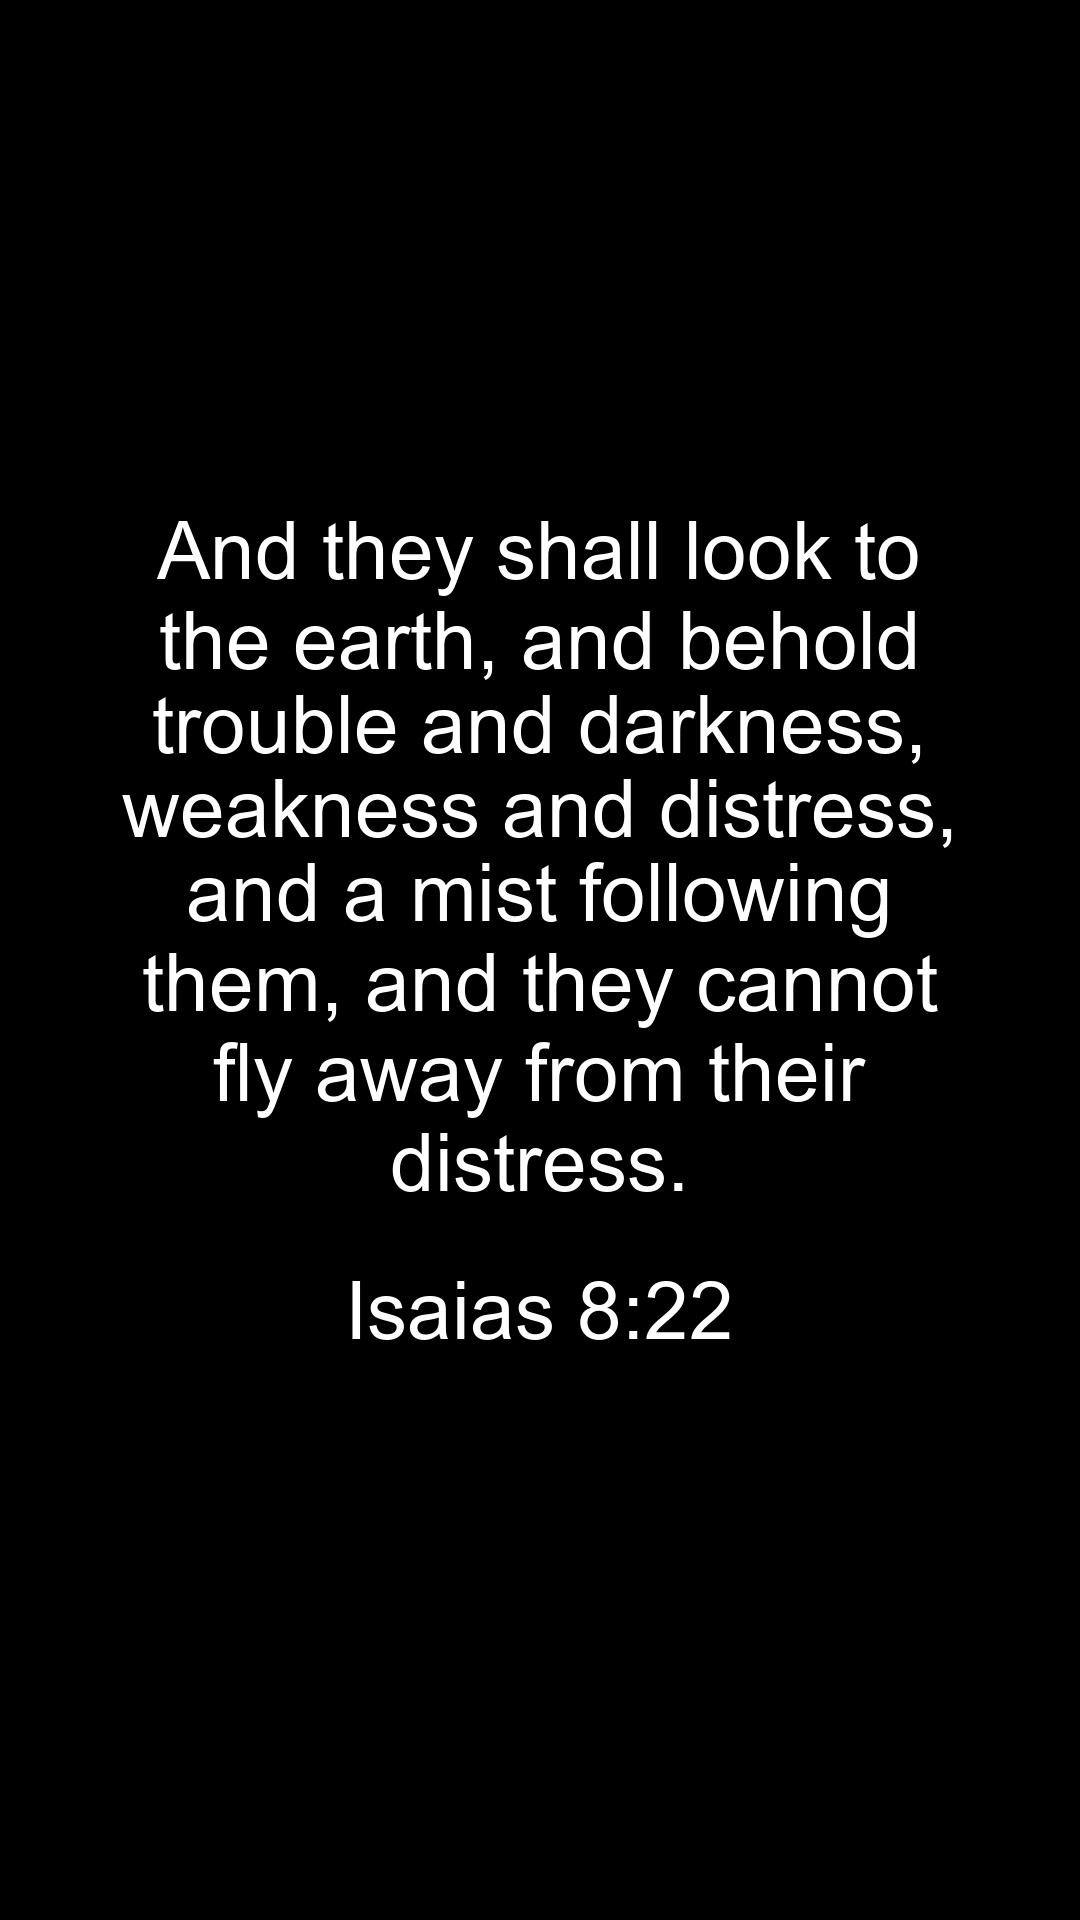 And they shall look to
the earth, and behold
trouble and darkness,
weakness and distress,
and a mist following
them, and they cannot
fly away from their
distress.
Isaias 8:22